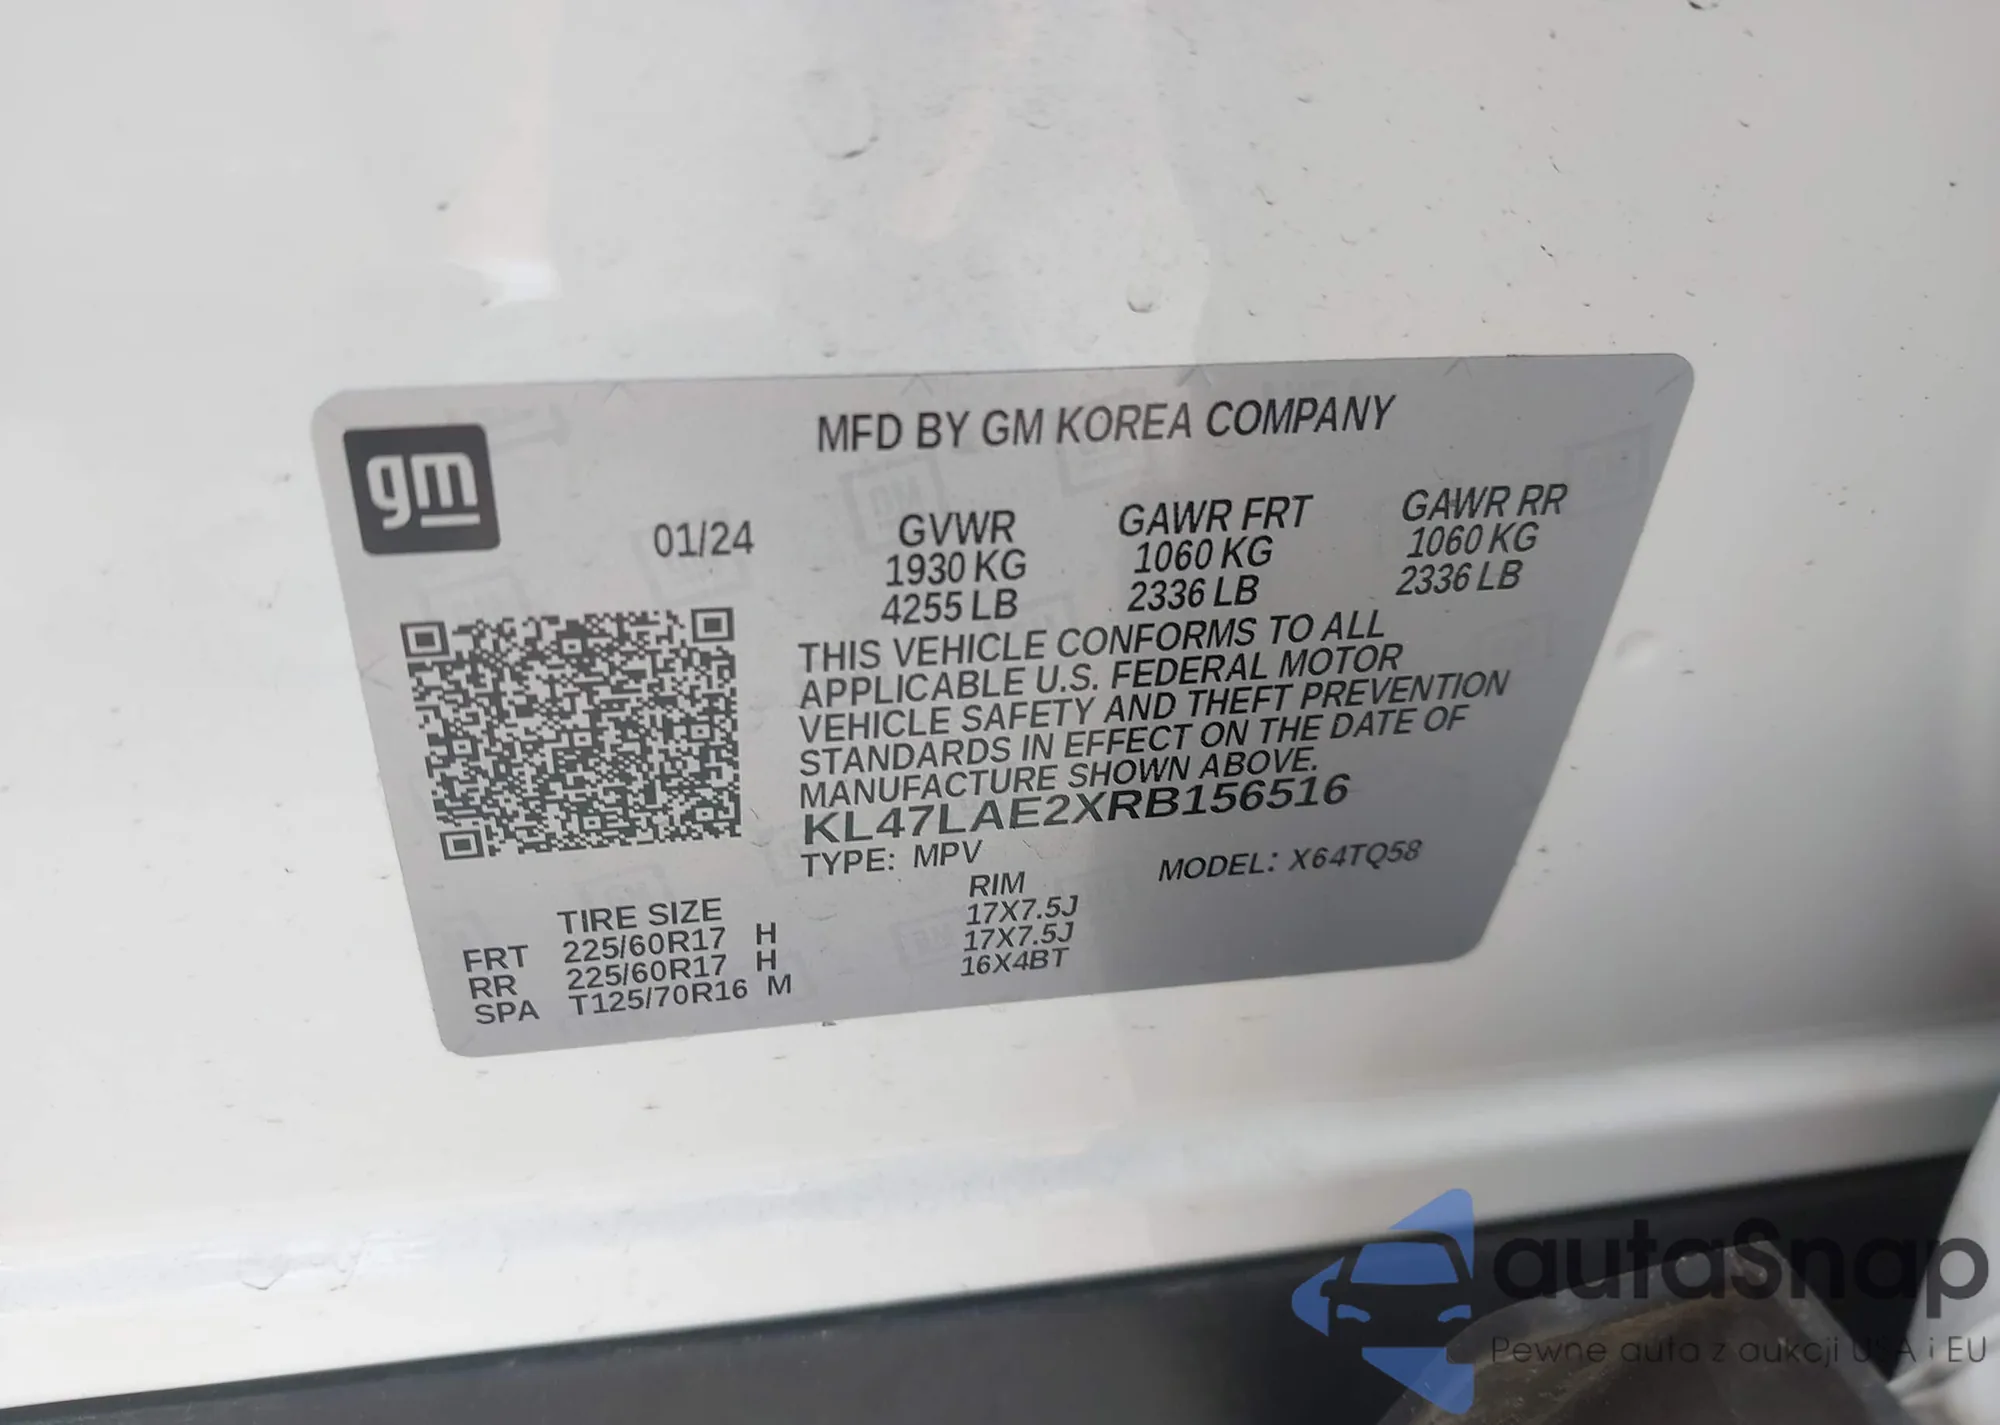 gm
MFD BY GM KOREA COMPANY
01/24 GVWR GAWR FRT GAWR RR
1930 KG 1060 KG 1060 KG
4255 LB 2336 LB 2336 LB
THIS VEHICLE CONFORMS TO ALL
APPLICABLE U.S. FEDERAL MOTOR
VEHICLE SAFETY AND THEFT PREVENTION
STANDARDS IN EFFECT ON THE DATE OF
MANUFACTURE SHOWN ABOVE.
KL47LAE2XRB156516
TYPE: MPV MODEL: X64TQ58
TIRE SIZE RIM
FRT 225/60R17 H 17X7.5J
RR 225/60R17 H 17X7.5J
SPA T125/70R16 M 16X4BT
autaSnap
Pewne auta z aukcji USA i EU